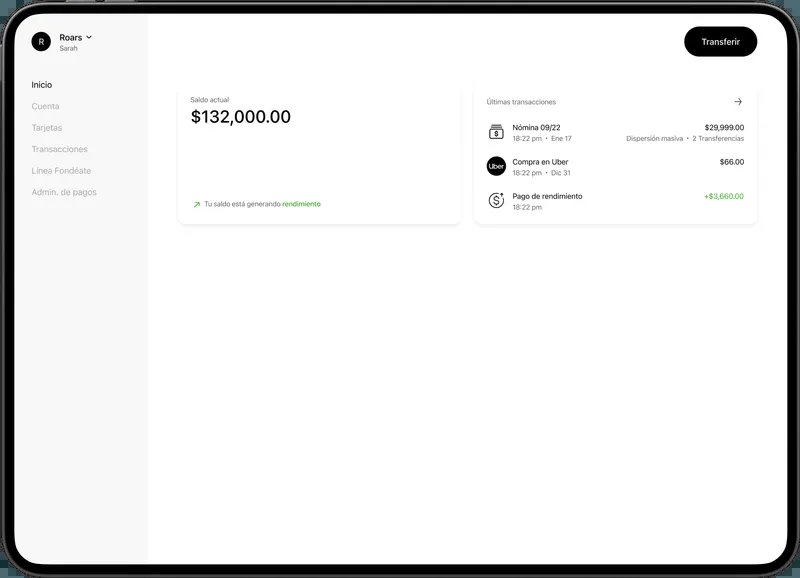 R
Roars
Sarah
Transferir
Inicio
Cuenta
Tarjetas
Transacciones
Línea Fondéate
Admin. de pagos
Saldo actual
$132,000.00
Tu saldo está generando rendimiento
Últimas transacciones
$
Nómina 09/22 $29,999.00
18:22 pm • Ene 17 Dispersión masiva • 2 Transferencias
Uber
Compra en Uber $66.00
18:22 pm • Dic 31
$
Pago de rendimiento +$3,660.00
18:22 pm